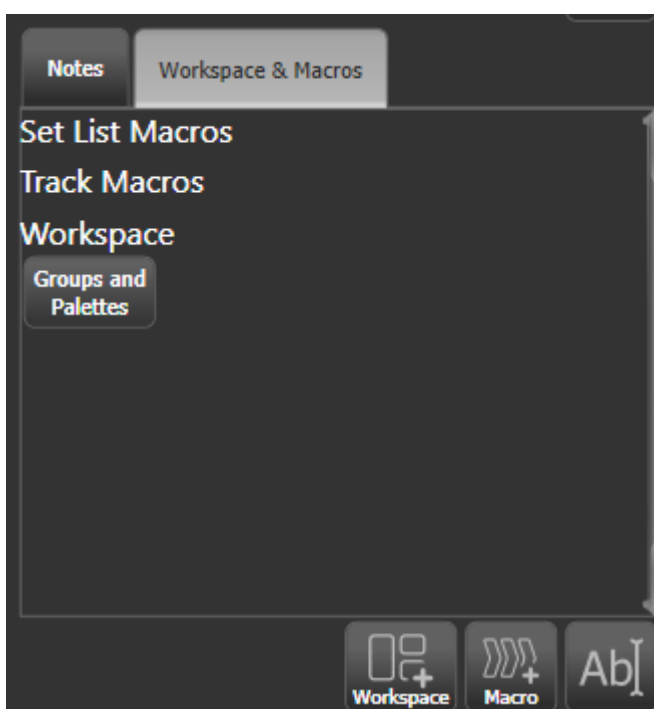 Notes
Workspace & Macros
Set List Macros
Track Macros
Workspace
Groups and
Palettes
Workspace
Macro
Ab